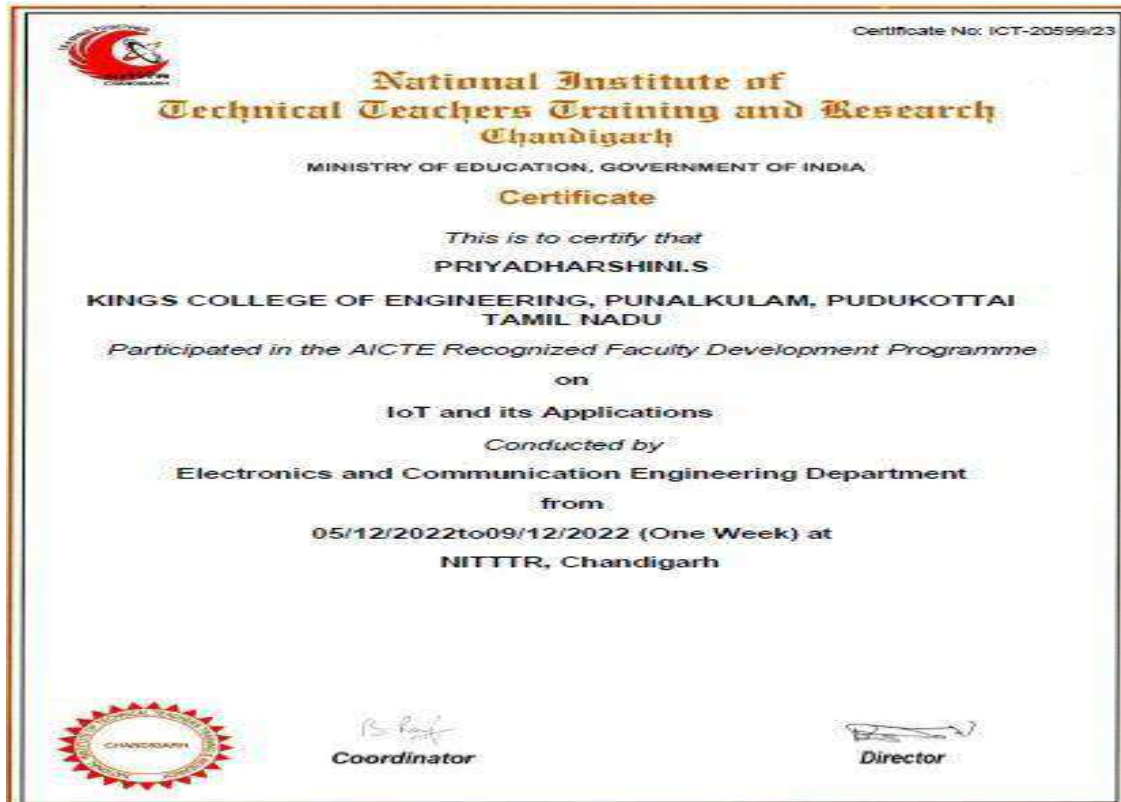 Certificate No: ICT-20599/23
CHANDIGARH
National Institute of
Technical Teachers Training and Research
Chandigarh
MINISTRY OF EDUCATION, GOVERNMENT OF INDIA
Certificate
This is to certify that
PRIYADHARSHINI.S
KINGS COLLEGE OF ENGINEERING, PUNALKULAM, PUDUKOTTAI
TAMIL NADU
Participated in the AICTE Recognized Faculty Development Programme
on
IoT and its Applications
Conducted by
Electronics and Communication Engineering Department
from
05/12/2022to09/12/2022 (One Week) at
NITTTR, Chandigarh
CHANDIGARH
Coordinator
Director